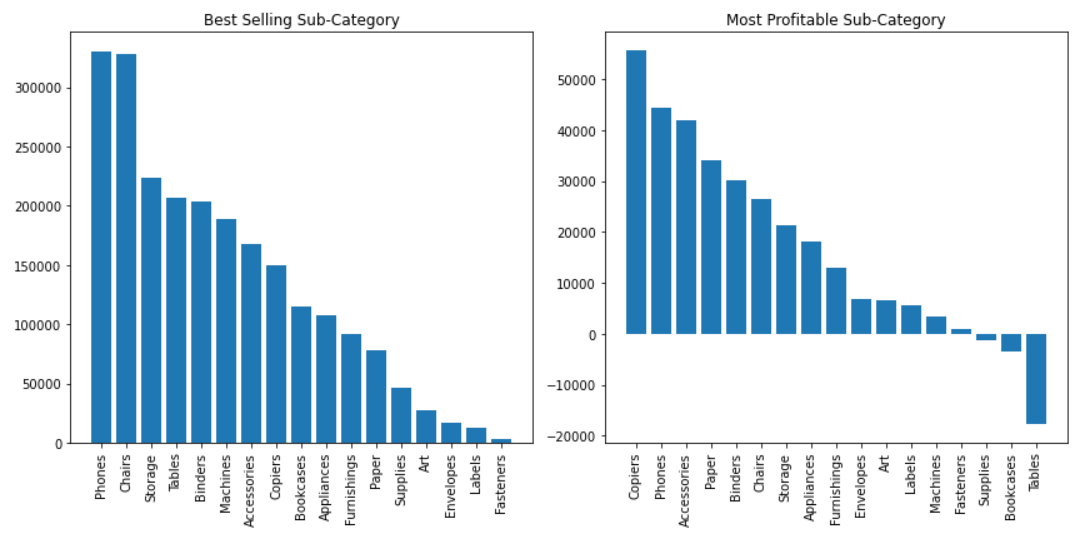 Best Selling Sub-Category
300000
250000
200000
150000
100000
50000
0
Phones
Chairs
Storage
Tables
Binders
Machines
Accessories
Copiers
Bookcases
Appliances
Furnishings
Paper
Supplies
Art
Envelopes
Labels
Fasteners
Most Profitable Sub-Category
50000
40000
30000
20000
10000
0
−10000
−20000
Copiers
Phones
Accessories
Paper
Binders
Chairs
Storage
Appliances
Furnishings
Envelopes
Art
Labels
Machines
Fasteners
Supplies
Bookcases
Tables